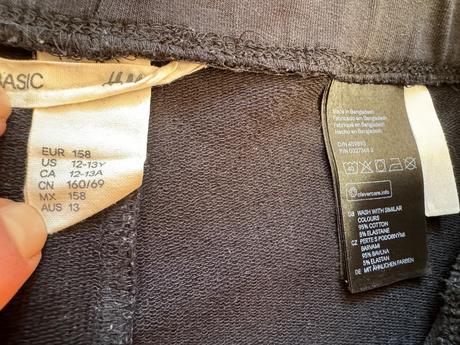 BASIC H&M
EUR 158
US 12-13Y
CA 12-13A
CN 160/69
MX 158
AUS 13
Made in Bangladesh
Fabriqué en Bangladesh
Fabricado en Bangladesh
Hecho en Bangladesh
clevercare.info
GB WASH WITH SIMILAR
COLOURS
95% COTTON
5% ELASTANE
CZ PERTE S PODOBNÝMI
BARVAMI
95% BAVLNA
5% ELASTAN
DE MIT ÄHNLICHEN FARBEN